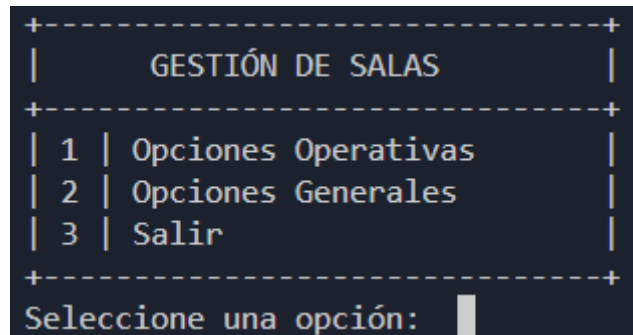 +-------------------------------+
|      GESTIÓN DE SALAS         |
+-------------------------------+
| 1 | Opciones Operativas       |
| 2 | Opciones Generales        |
| 3 | Salir                     |
+-------------------------------+
Seleccione una opción: